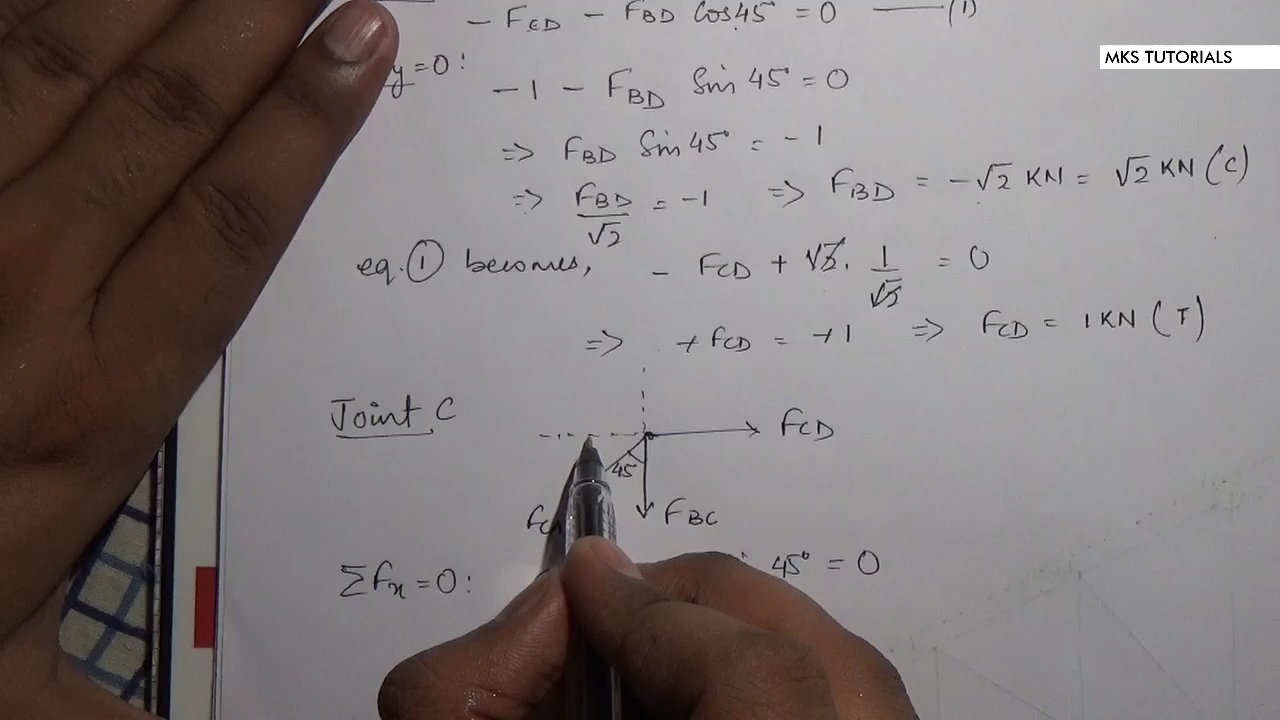 - FCD - FBD Cos45° = 0 —— (1)
MKS TUTORIALS
y=0:
-1 - FBD Sin 45° = 0
=> FBD Sin 45° = -1
=> FBD/√2 = -1 => FBD = -√2 KN = √2 KN (C)
eq. ① becomes, - FCD + √2 . 1/√2 = 0
=> +FCD = +1 => FCD = 1 KN (T)
Joint C
FCD
45
FBC
ΣFx = 0: 45° = 0